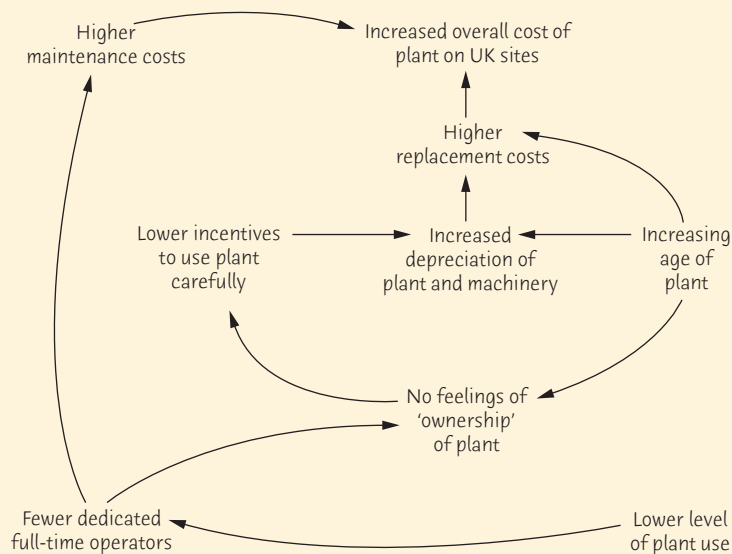 Higher
maintenance costs
Increased overall cost of
plant on UK sites
Higher
replacement costs
Lower incentives
to use plant
carefully
Increased
depreciation of
plant and machinery
Increasing
age of
plant
No feelings of
‘ownership’
of plant
Fewer dedicated
full-time operators
Lower level
of plant use